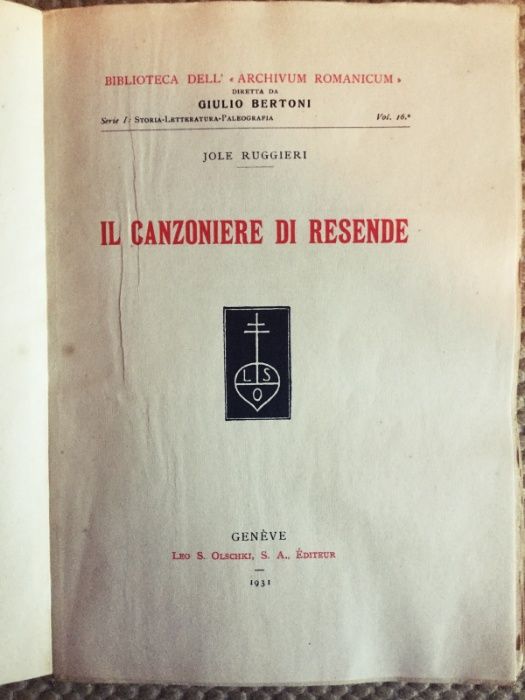 BIBLIOTECA DELL' « ARCHIVUM ROMANICUM »
DIRETTA DA
GIULIO BERTONI
Serie I: STORIA-LETTERATURA-PALEOGRAFIA Vol. 16.º
JOLE RUGGIERI
IL CANZONIERE DI RESENDE
L S
O
GENÈVE
LEO S. OLSCHKI, S. A., ÉDITEUR
1931